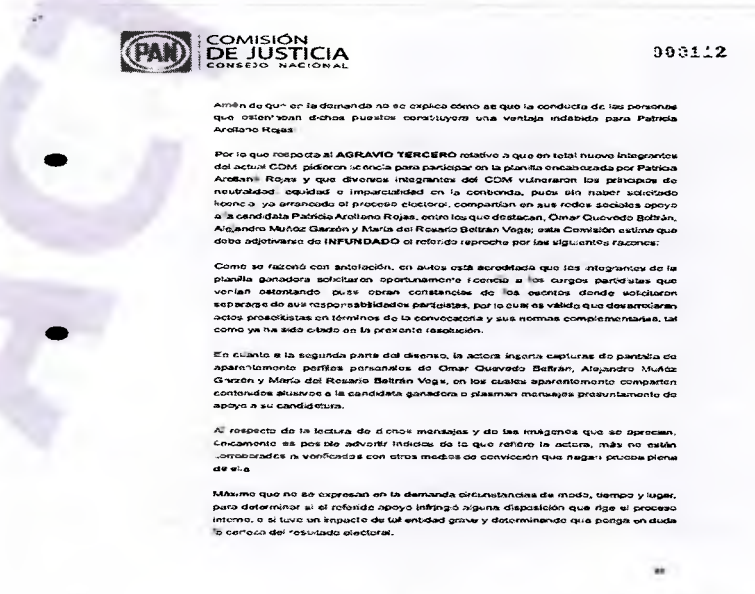 PAN
COMISIÓN
DE JUSTICIA
CONSEJO NACIONAL
000112
Amén de que en la demanda no se explica cómo es que la conducta de las personas
que ostentaban dichos puestos constituyera una ventaja indebida para Patricia
Arellano Rojas
Por lo que respecta al AGRAVIO TERCERO relativo a que en total nueve integrantes
del actual CDM pidieron licencia para participar en la planilla encabezada por Patricia
Arellano Rojas y que diversos integrantes del CDM vulneraron los principios de
neutralidad equidad e imparcialidad en la contienda, pues sin haber solicitado
licencia ya arrancado el proceso electoral, compartían en sus redes sociales apoyo
a la candidata Patricia Arellano Rojas, entre los que destacan, Omar Quevedo Beltrán,
Alejandro Muñoz Garzón y María del Rosario Beltrán Vega; esta Comisión estima que
debe adjetivarse de INFUNDADO el referido reproche por las siguientes razones:
Como se razonó con antelación, en autos está acreditada que los integrantes de la
planilla ganadora solicitaron oportunamente licencia a los cargos partidistas que
venían ostentando pues obran constancias de los escritos donde solicitaron
separarse de sus responsabilidades partidistas, por lo cual es válido que desarrollaran
actos proselitistas en términos de la convocatoria y sus normas complementarias, tal
como ya ha sido citado en la presente resolución.
En cuanto a la segunda parte del disenso, la actora inserta capturas de pantalla de
aparentemente perfiles personales de Omar Quevedo Beltrán, Alejandro Muñoz
Garzón y María del Rosario Beltrán Vega, en los cuales aparentemente comparten
contenidos alusivos a la candidata ganadora o plasman mensajes presuntamente de
apoyo a su candidatura.
Al respecto de la lectura de dichos mensajes y de las imágenes que se aprecian,
únicamente es posible advertir indicios de lo que refiere la actora, más no están
corroborados ni verificados con otros medios de convicción que hagan prueba plena
de ella
Máxime que no se expresan en la demanda circunstancias de modo, tiempo y lugar,
para determinar si el referido apoyo infringió alguna disposición que rige el proceso
interno, o si tuvo un impacto de tal entidad grave y determinando que ponga en duda
la certeza del resultado electoral.